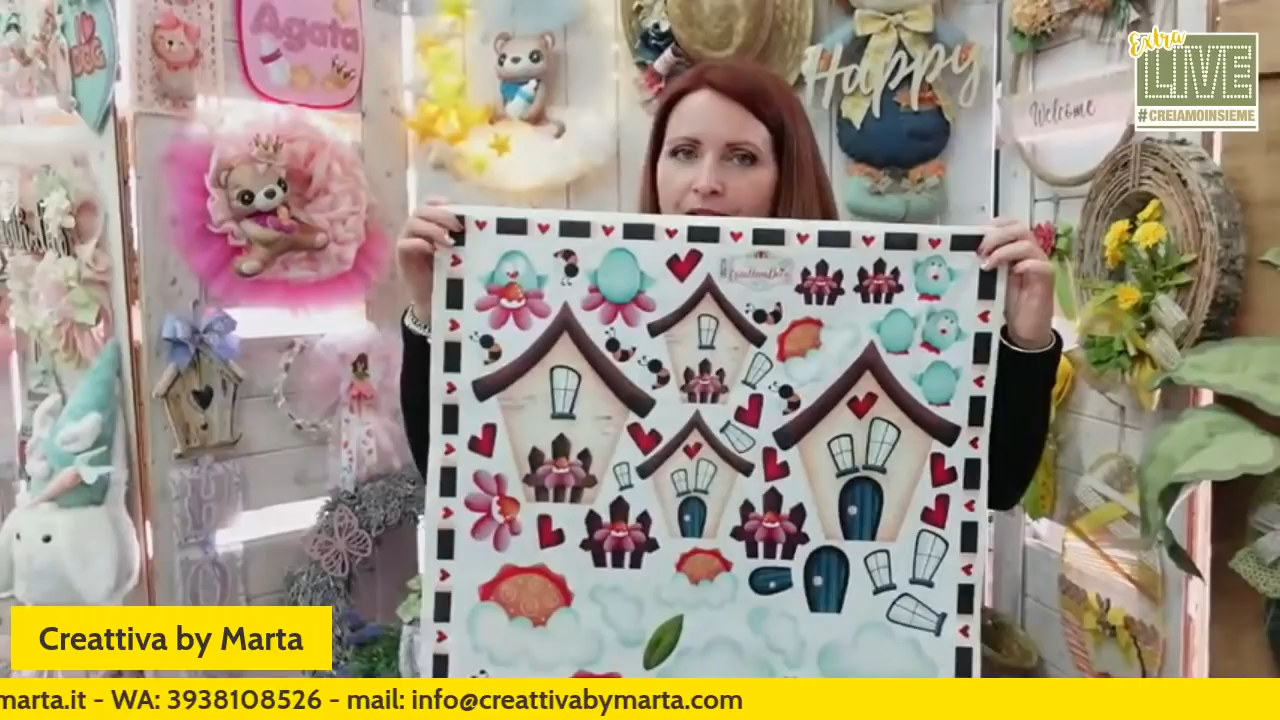 Agata
Happy
Extra
LIVE
#CREIAMOINSIEME
Welcome
Creattiva by Marta
marta.it - WA: 3938108526 - mail: info@creattivabymarta.com